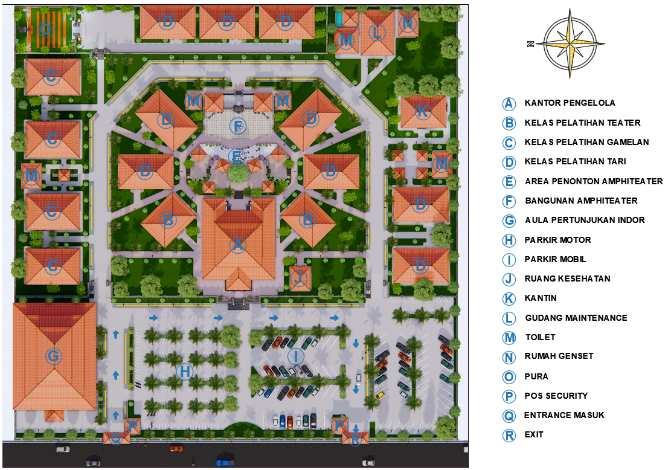 A KANTOR PENGELOLA
B KELAS PELATIHAN TEATER
C KELAS PELATIHAN GAMELAN
D KELAS PELATIHAN TARI
E AREA PENONTON AMPHITEATER
F BANGUNAN AMPHITEATER
G AULA PERTUNJUKAN INDOR
H PARKIR MOTOR
I PARKIR MOBIL
J RUANG KESEHATAN
K KANTIN
L GUDANG MAINTENANCE
M TOILET
N RUMAH GENSET
O PURA
P POS SECURITY
Q ENTRANCE MASUK
R EXIT
O D D D M L N
C M M K
D F D
C
E
M D D M
C B B D
A
C J D
G I
H
P P
Q R